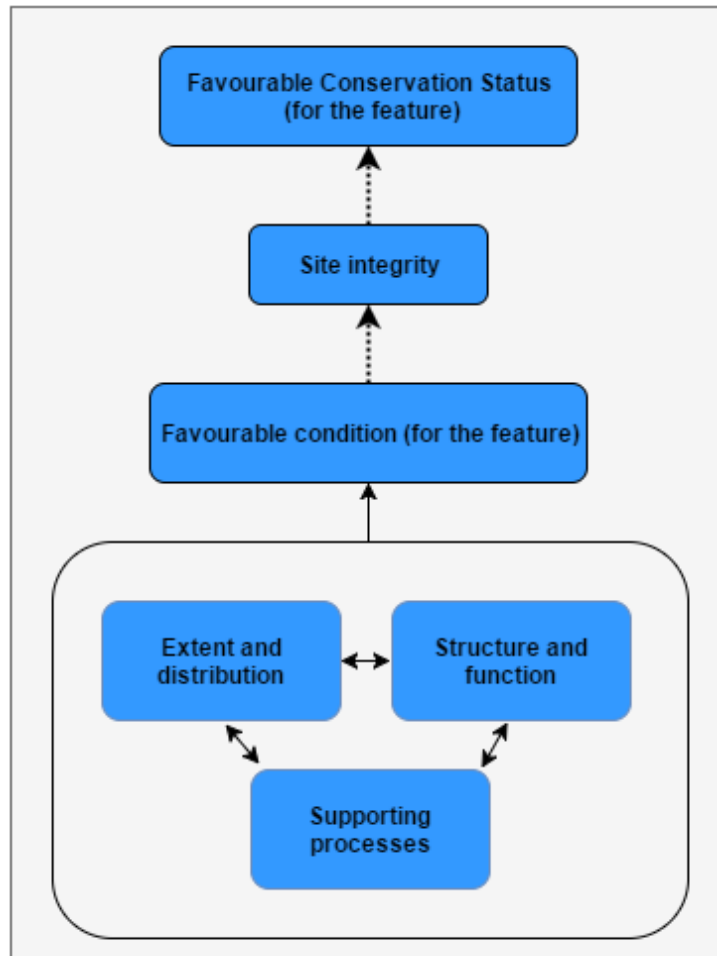 Favourable Conservation Status
(for the feature)
Site integrity
Favourable condition (for the feature)
Extent and
distribution
Structure and
function
Supporting
processes